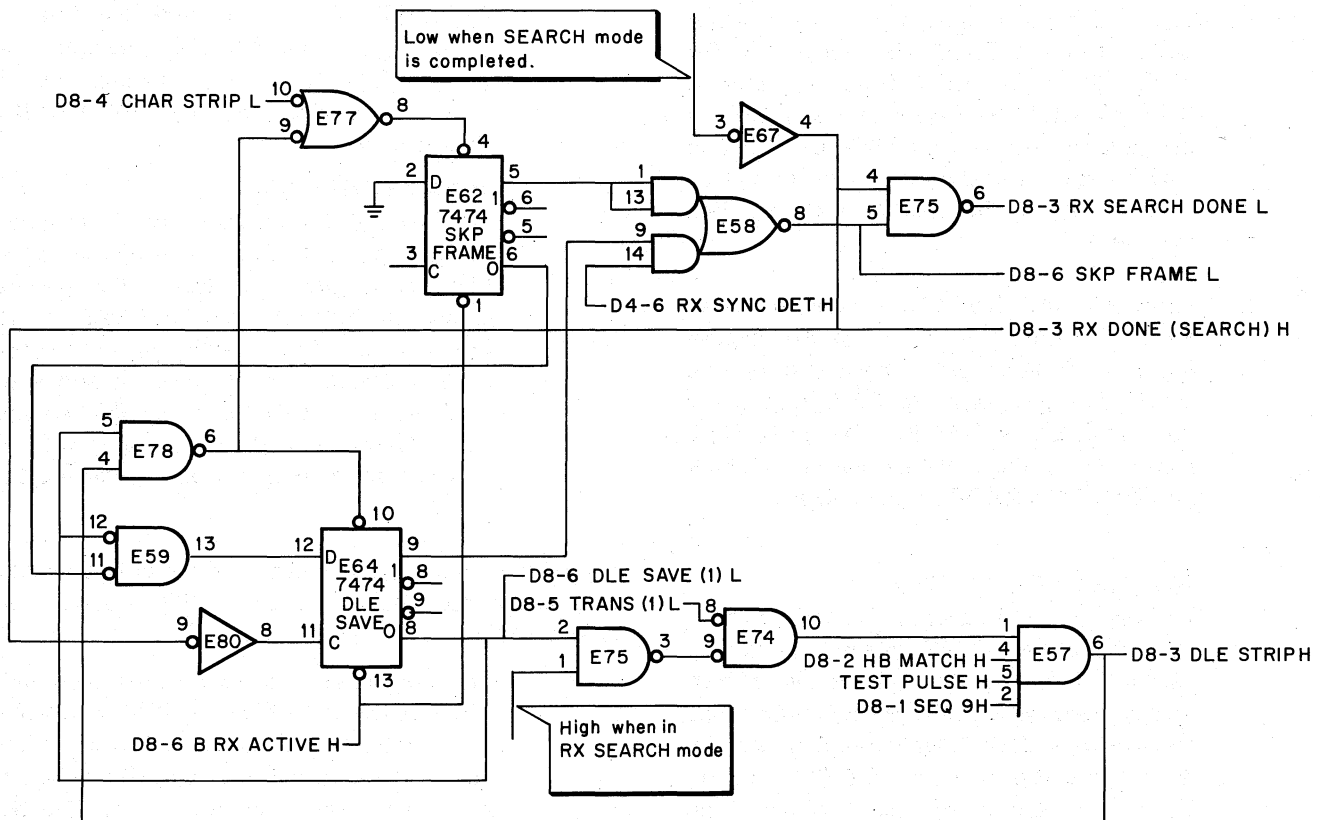 Low when SEARCH mode
is completed.
D8-4 CHAR STRIP L
10
9
E77
8
4
3
E67
4
2
D
E62
7474
SKP
FRAME
1
0
5
6
5
6
3
C
1
1
13
9
14
E58
8
4
5
E75
6
D8-3 RX SEARCH DONE L
D8-6 SKP FRAME L
D4-6 RX SYNC DET H
D8-3 RX DONE (SEARCH) H
5
4
E78
6
12
11
E59
13
10
12
D
E64
7474
DLE
SAVE
1
0
9
8
9
8
9
E80
8
11
C
13
D8-6 DLE SAVE (1) L
D8-5 TRANS (1) L
8
9
E74
10
2
1
E75
3
1
4
5
2
E57
6
D8-2 HB MATCH H
TEST PULSE H
D8-1 SEQ 9H
D8-3 DLE STRIP H
D8-6 B RX ACTIVE H
High when in
RX SEARCH mode